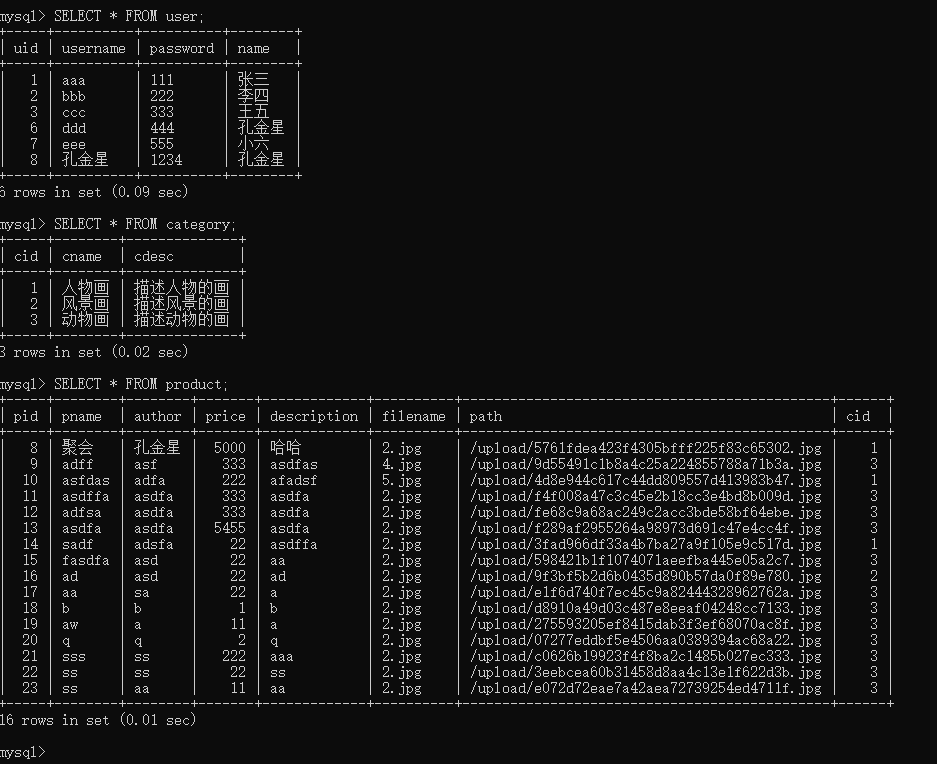 mysql> SELECT * FROM user;
+-----+----------+----------+--------+
| uid | username | password | name   |
+-----+----------+----------+--------+
|   1 | aaa      | 111      | 张三   |
|   2 | bbb      | 222      | 李四   |
|   3 | ccc      | 333      | 王五   |
|   6 | ddd      | 444      | 孔金星 |
|   7 | eee      | 555      | 小六   |
|   8 | 孔金星   | 1234     | 孔金星 |
+-----+----------+----------+--------+
6 rows in set (0.09 sec)
mysql> SELECT * FROM category;
+-----+--------+--------------+
| cid | cname  | cdesc        |
+-----+--------+--------------+
|   1 | 人物画 | 描述人物的画 |
|   2 | 风景画 | 描述风景的画 |
|   3 | 动物画 | 描述动物的画 |
+-----+--------+--------------+
3 rows in set (0.02 sec)
mysql> SELECT * FROM product;
+-----+--------+--------+-------+-------------+----------+----------------------------------------------+------+
| pid | pname  | author | price | description | filename | path                                         | cid  |
+-----+--------+--------+-------+-------------+----------+----------------------------------------------+------+
|   8 | 聚会   | 孔金星 |  5000 | 哈哈        | 2.jpg    | /upload/5761fdea423f4305bfff225f83c65302.jpg |    1 |
|   9 | adff   | asf    |   333 | asdfas      | 4.jpg    | /upload/9d55491c1b8a4c25a224855788a71b3a.jpg |    3 |
|  10 | asfdas | adfa   |   222 | afadsf      | 5.jpg    | /upload/4d8e944c617c44dd809557d413983b47.jpg |    1 |
|  11 | asdffa | asdfa  |   333 | asdfa       | 2.jpg    | /upload/f4f008a47c3c45e2b18cc3e4bd8b009d.jpg |    3 |
|  12 | adfsa  | asdfa  |   333 | asdfa       | 2.jpg    | /upload/fe68c9a68ac249c2acc3bde58bf64ebe.jpg |    3 |
|  13 | asdfa  | asdfa  |  5455 | asdfa       | 2.jpg    | /upload/f289af2955264a98973d691c47e4cc4f.jpg |    3 |
|  14 | sadf   | adsfa  |    22 | asdffa      | 2.jpg    | /upload/3fad966df33a4b7ba27a9f105e9c517d.jpg |    1 |
|  15 | fasdfa | asd    |    22 | aa          | 2.jpg    | /upload/598421b1f1074071aeefba445e05a2c7.jpg |    3 |
|  16 | ad     | asd    |    22 | ad          | 2.jpg    | /upload/9f3bf5b2d6b0435d890b57da0f89e780.jpg |    2 |
|  17 | aa     | sa     |    22 | a           | 2.jpg    | /upload/e1f6d740f7ec45c9a82444328962762a.jpg |    3 |
|  18 | b      | b      |     1 | b           | 2.jpg    | /upload/d8910a49d03c487e8eeaf04248cc7133.jpg |    3 |
|  19 | aw     | a      |    11 | a           | 2.jpg    | /upload/275593205ef8415dab3f3ef68070ac8f.jpg |    3 |
|  20 | q      | q      |     2 | q           | 2.jpg    | /upload/07277eddbf5e4506aa0389394ac68a22.jpg |    3 |
|  21 | sss    | ss     |   222 | aaa         | 2.jpg    | /upload/c0626b19923f4f8ba2c1485b027ec333.jpg |    3 |
|  22 | ss     | ss     |    22 | ss          | 2.jpg    | /upload/3eebcea60b31458d8aa4c13e1f622d3b.jpg |    3 |
|  23 | ss     | aa     |    11 | aa          | 2.jpg    | /upload/e072d72eae7a42aea72739254ed4711f.jpg |    3 |
+-----+--------+--------+-------+-------------+----------+----------------------------------------------+------+
16 rows in set (0.01 sec)
mysql>